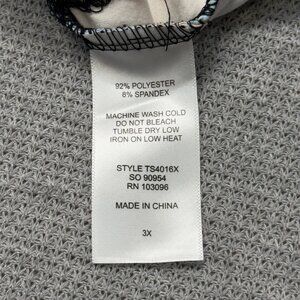 92% POLYESTER
8% SPANDEX
MACHINE WASH COLD
DO NOT BLEACH
TUMBLE DRY LOW
IRON ON LOW HEAT
STYLE TS4016X
SO 90954
RN 103096
MADE IN CHINA
3X